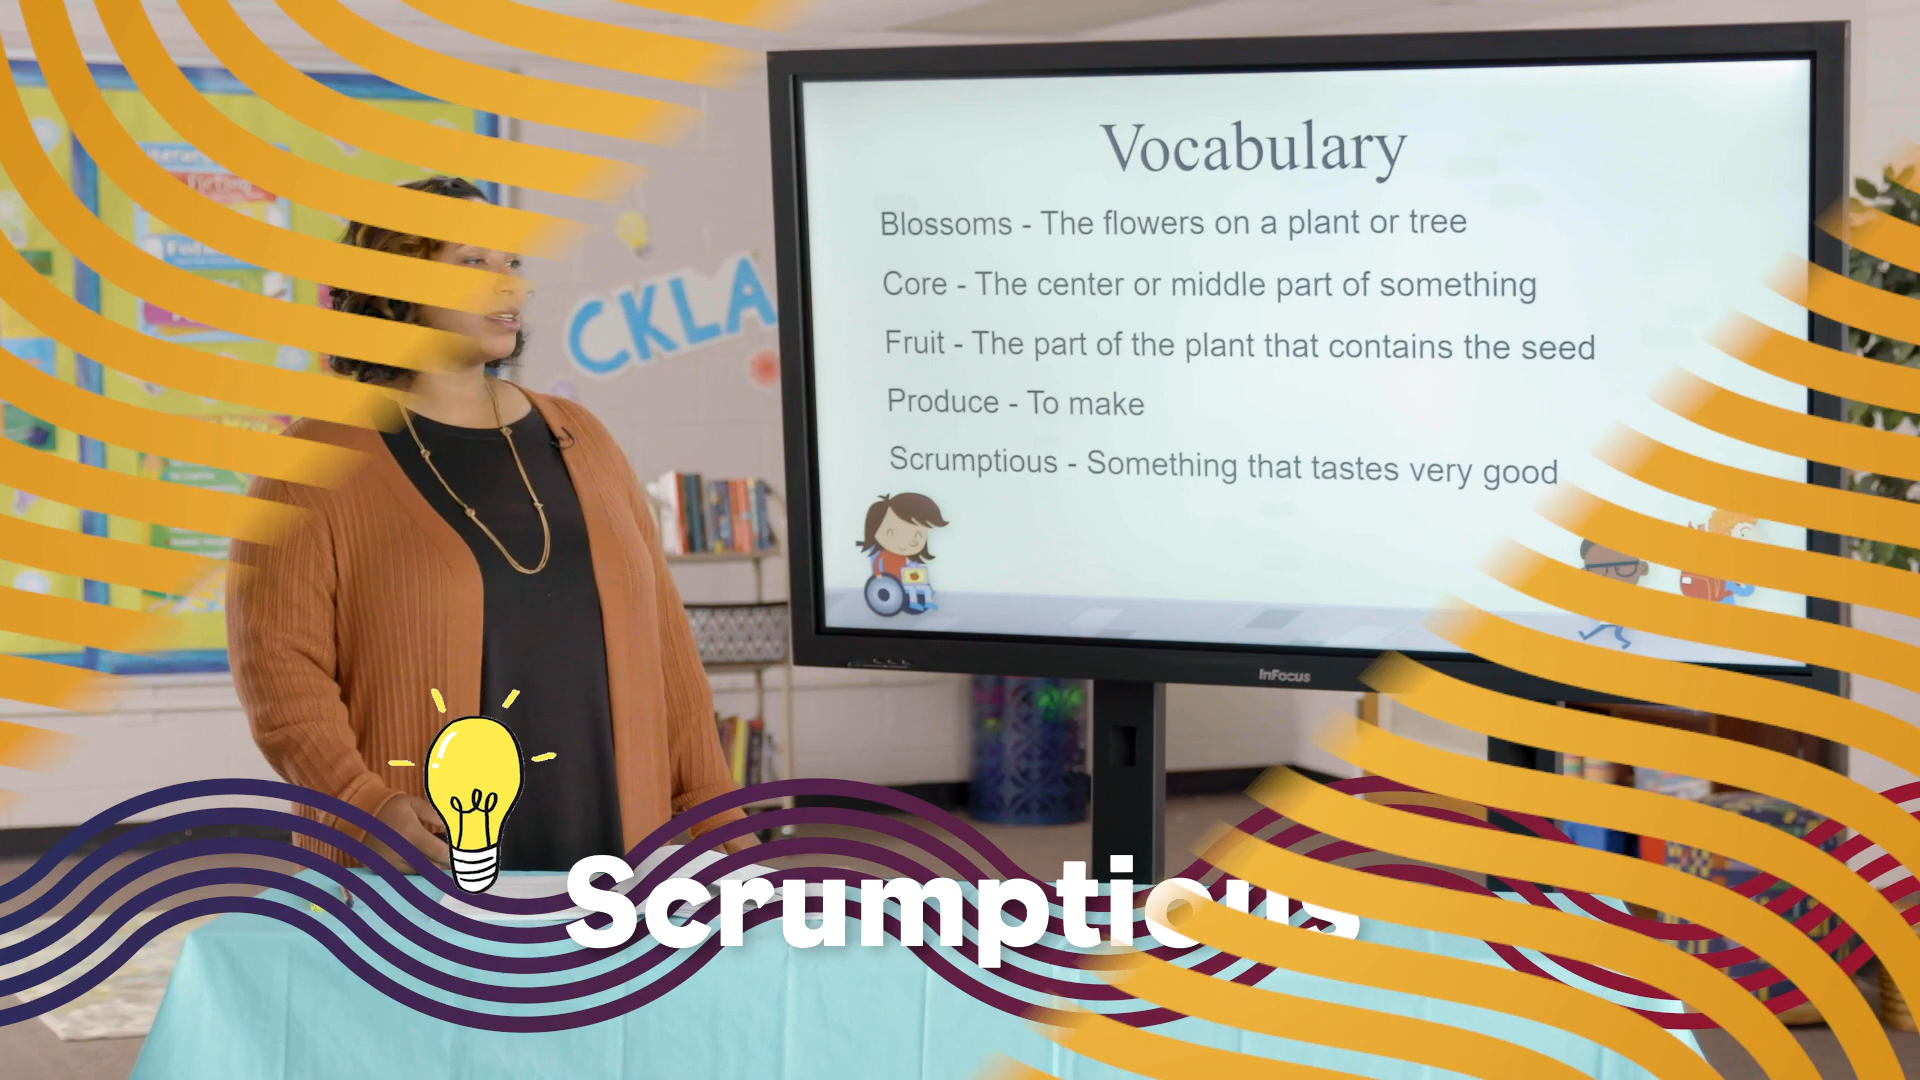 Vocabulary
Blossoms - The flowers on a plant or tree
Core - The center or middle part of something
Fruit - The part of the plant that contains the seed
Produce - To make
Scrumptious - Something that tastes very good
CKLA
InFocus
Scrumptious